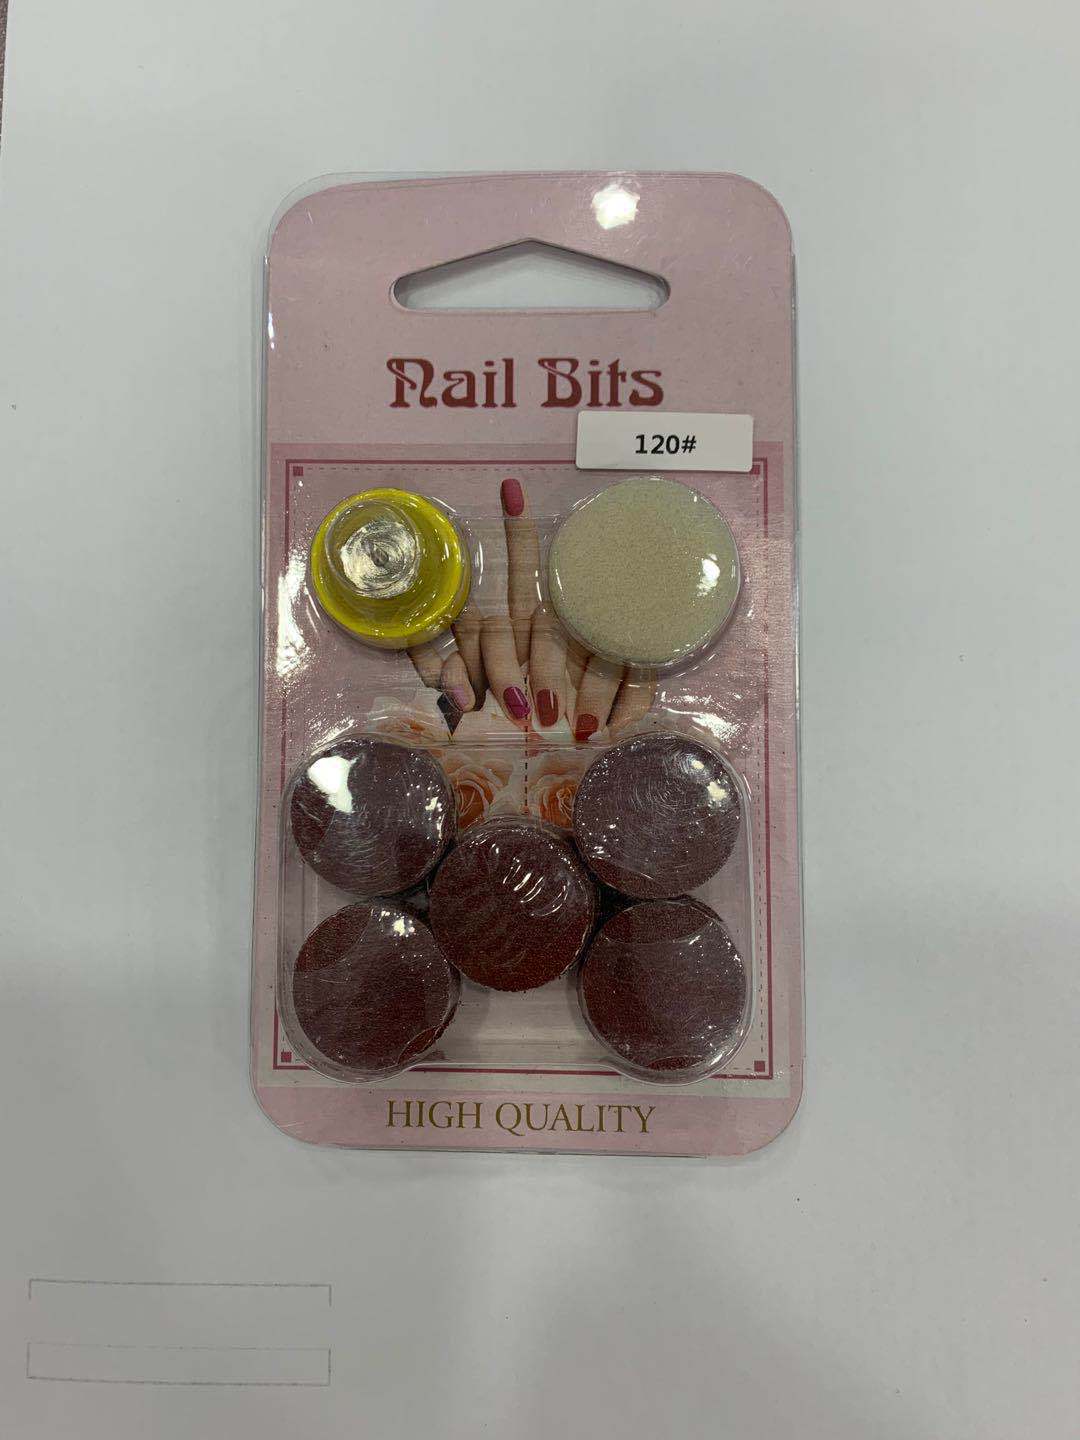 Nail Bits
120#
HIGH QUALITY